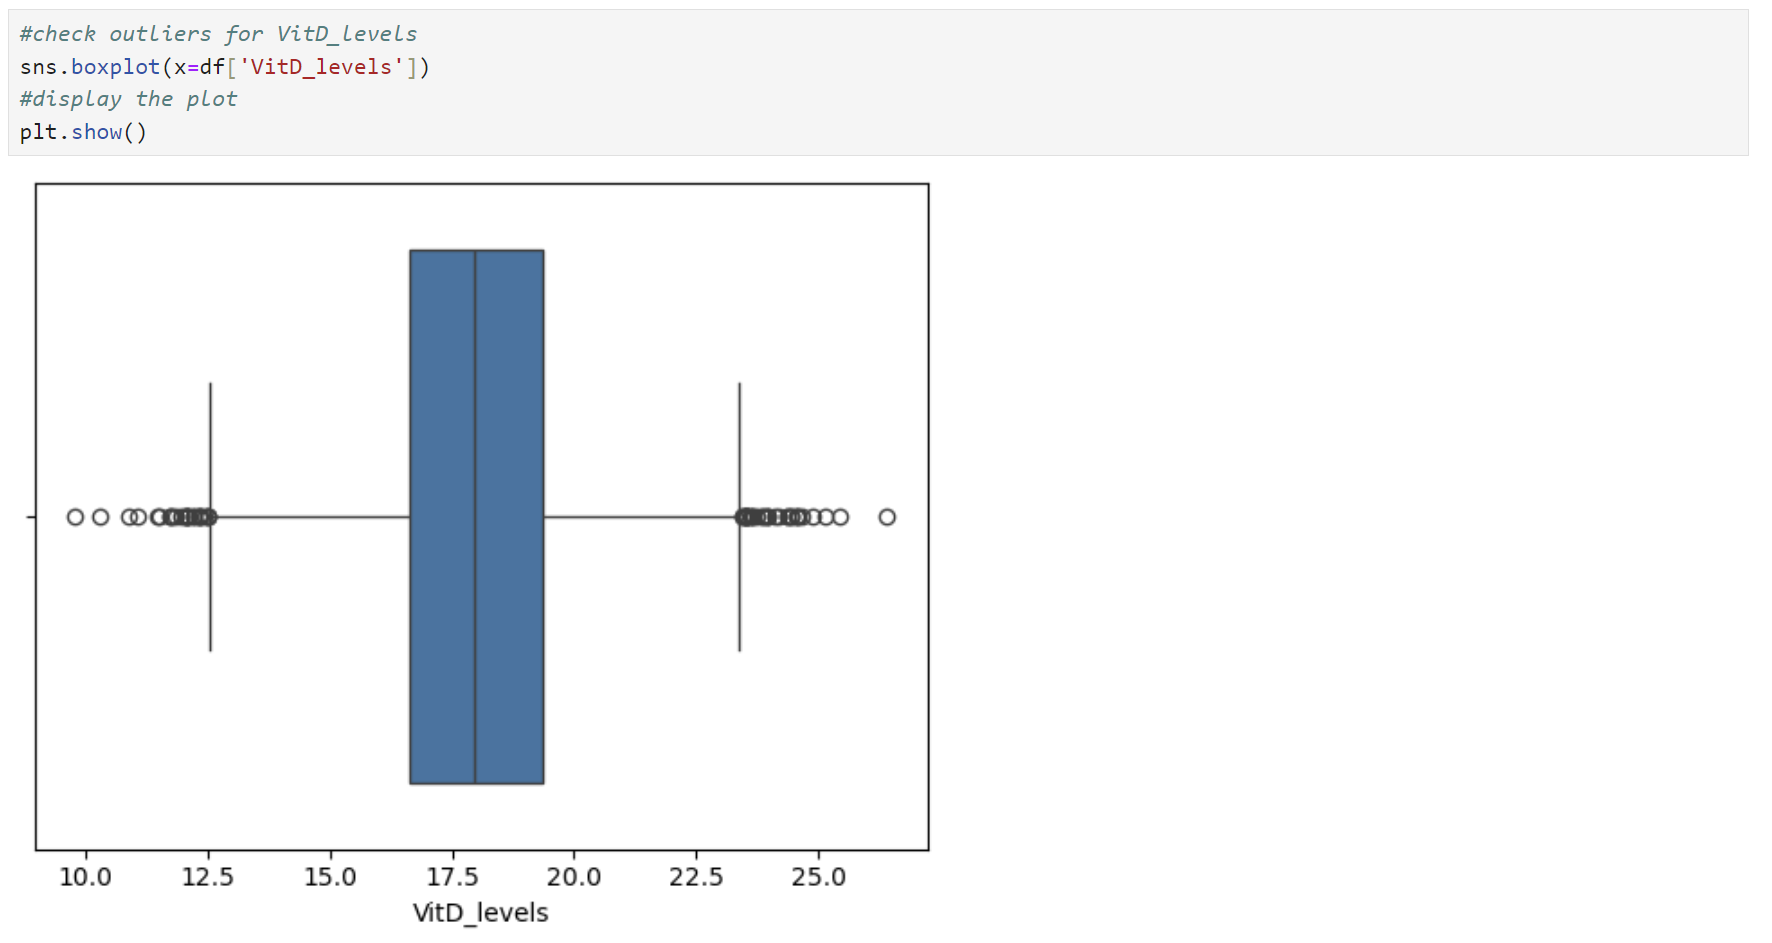 #check outliers for VitD_levels
sns.boxplot(x=df['VitD_levels'])
#display the plot
plt.show()
10.0 12.5 15.0 17.5 20.0 22.5 25.0
VitD_levels